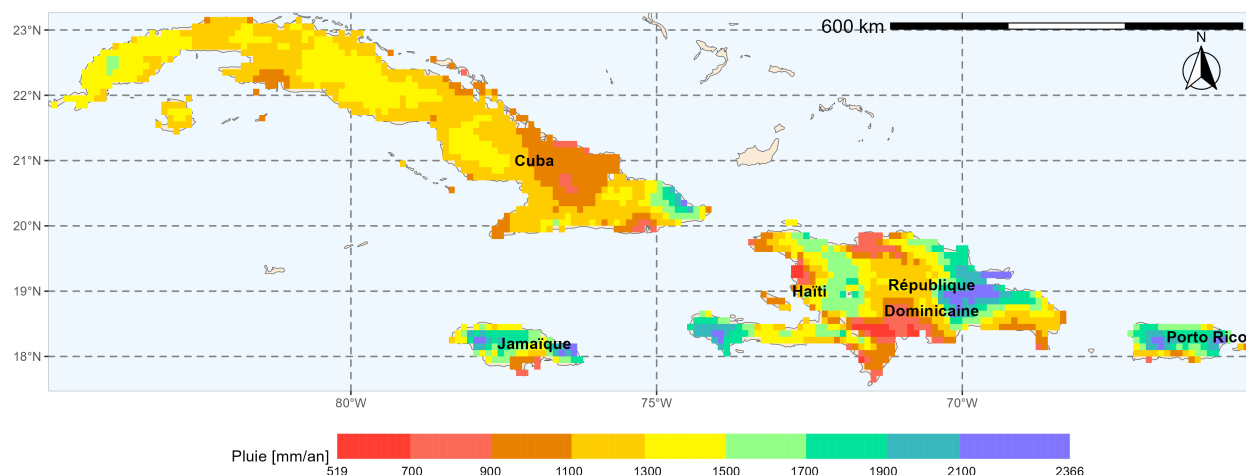 600 km
N
23°N
22°N
21°N
20°N
19°N
18°N
Cuba
Haïti
République
Dominicaine
Jamaïque
Porto Rico
80°W
75°W
70°W
Pluie [mm/an]
519 700 900 1100 1300 1500 1700 1900 2100 2366